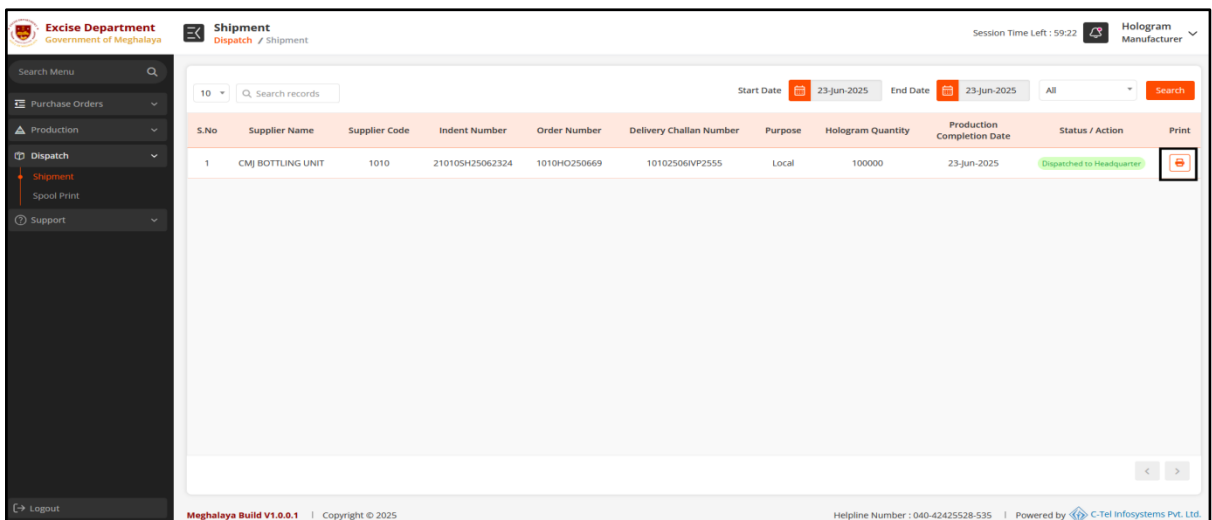 Excise Department
Government of Meghalaya
Shipment
Dispatch / Shipment
Session Time Left : 59:22
Hologram
Manufacturer
Search Menu
Purchase Orders
Production
Dispatch
Shipment
Spool Print
Support
Logout
10
Search records
Start Date
23-Jun-2025
End Date
23-Jun-2025
All
Search
S.No Supplier Name Supplier Code Indent Number Order Number Delivery Challan Number Purpose Hologram Quantity Production Completion Date Status / Action Print
1 CMJ BOTTLING UNIT 1010 21010SH25062324 1010HO250669 10102506IVP2555 Local 100000 23-Jun-2025 Dispatched to Headquarter
Meghalaya Build V1.0.0.1 | Copyright © 2025
Helpline Number : 040-42425528-535 | Powered by C-Tel Infosystems Pvt. Ltd.